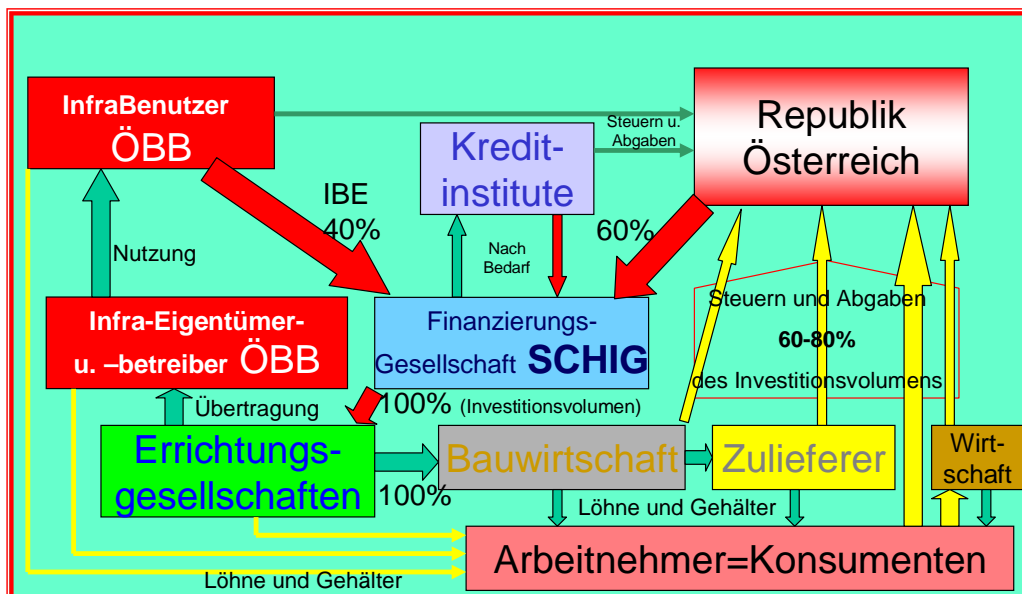 InfraBenutzer
ÖBB
Steuern u.
Abgaben
Republik
Österreich
Kredit-
institute
IBE
40%
60%
Nutzung
Nach
Bedarf
Infra-Eigentümer-
u. –betreiber ÖBB
Finanzierungs-
Gesellschaft SCHIG
Steuern und Abgaben
60-80%
des Investitionsvolumens
Übertragung
100% (Investitionsvolumen)
Errichtungs-
gesellschaften
100%
Bauwirtschaft
Zulieferer
Wirt-
schaft
Löhne und Gehälter
Arbeitnehmer=Konsumenten
Löhne und Gehälter